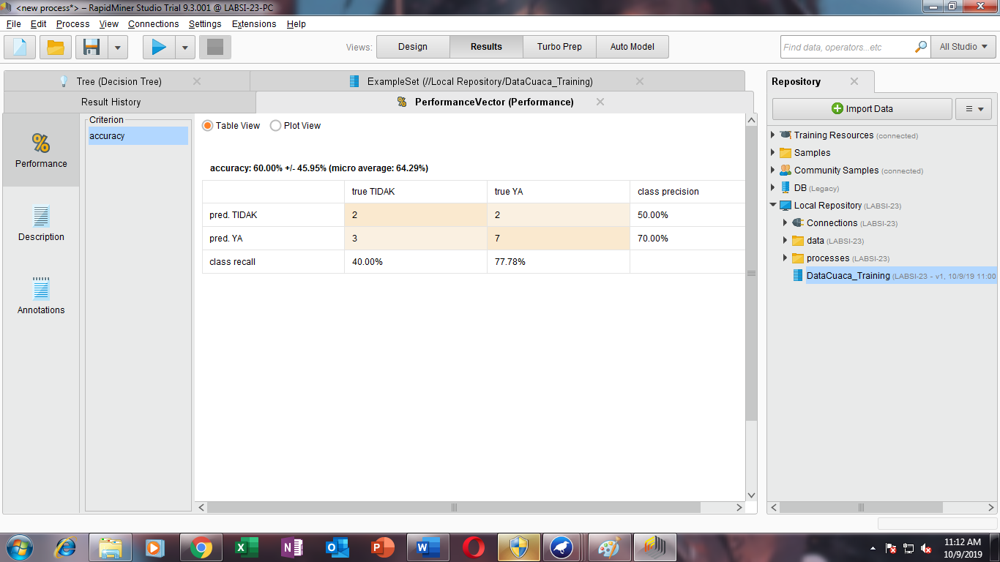 <new process*> – RapidMiner Studio Trial 9.3.001 @ LABSI-23-PC
File Edit Process View Connections Settings Extensions Help
Views: Design Results Turbo Prep Auto Model Find data, operators...etc All Studio
Tree (Decision Tree) ExampleSet (//Local Repository/DataCuaca_Training)
Result History PerformanceVector (Performance)
Performance
Description
Annotations
Criterion
accuracy
Table View Plot View
accuracy: 60.00% +/- 45.95% (micro average: 64.29%)
true TIDAK true YA class precision
pred. TIDAK 2 2 50.00%
pred. YA 3 7 70.00%
class recall 40.00% 77.78%
Repository
Import Data
Training Resources (connected)
Samples
Community Samples (connected)
DB (Legacy)
Local Repository (LABSI-23)
Connections (LABSI-23)
data (LABSI-23)
processes (LABSI-23)
DataCuaca_Training (LABSI-23 - v1, 10/9/19 11:00
11:12 AM
10/9/2019